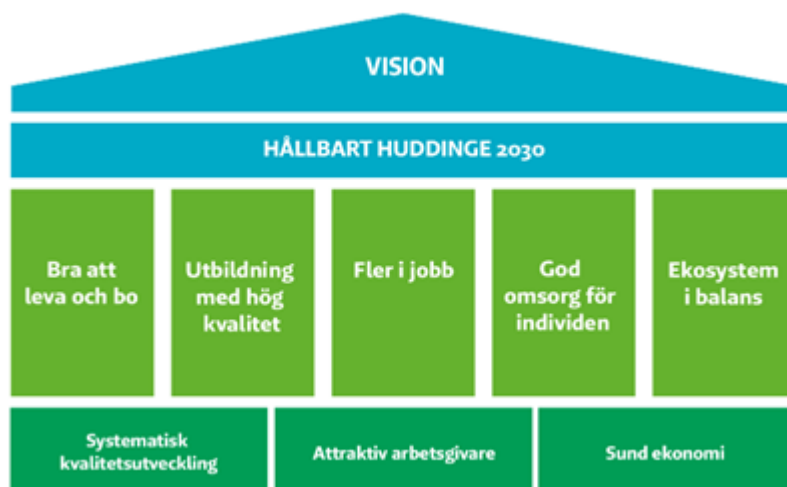 VISION
HÅLLBART HUDDINGE 2030
Bra att
leva och bo
Utbildning
med hög
kvalitet
Fler i jobb
God
omsorg för
individen
Ekosystem
i balans
Systematisk
kvalitetsutveckling
Attraktiv arbetsgivare
Sund ekonomi